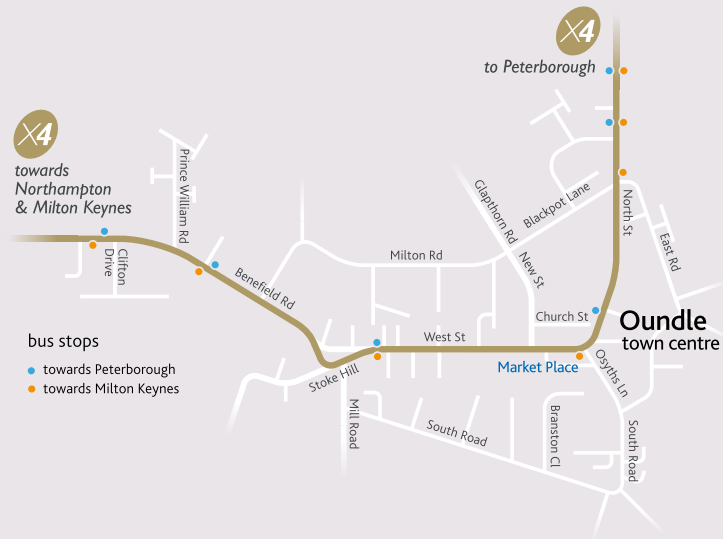 X4
to Peterborough
X4
towards
Northampton
& Milton Keynes
Prince William Rd
Clifton
Drive
Benefield Rd
Milton Rd
Glapthorn Rd
New St
Blackpot Lane
North St
East Rd
Church St
West St
Oundle
town centre
Market Place
Osyths Ln
Stoke Hill
Mill Road
South Road
Branston Cl
South Road
bus stops
towards Peterborough
towards Milton Keynes